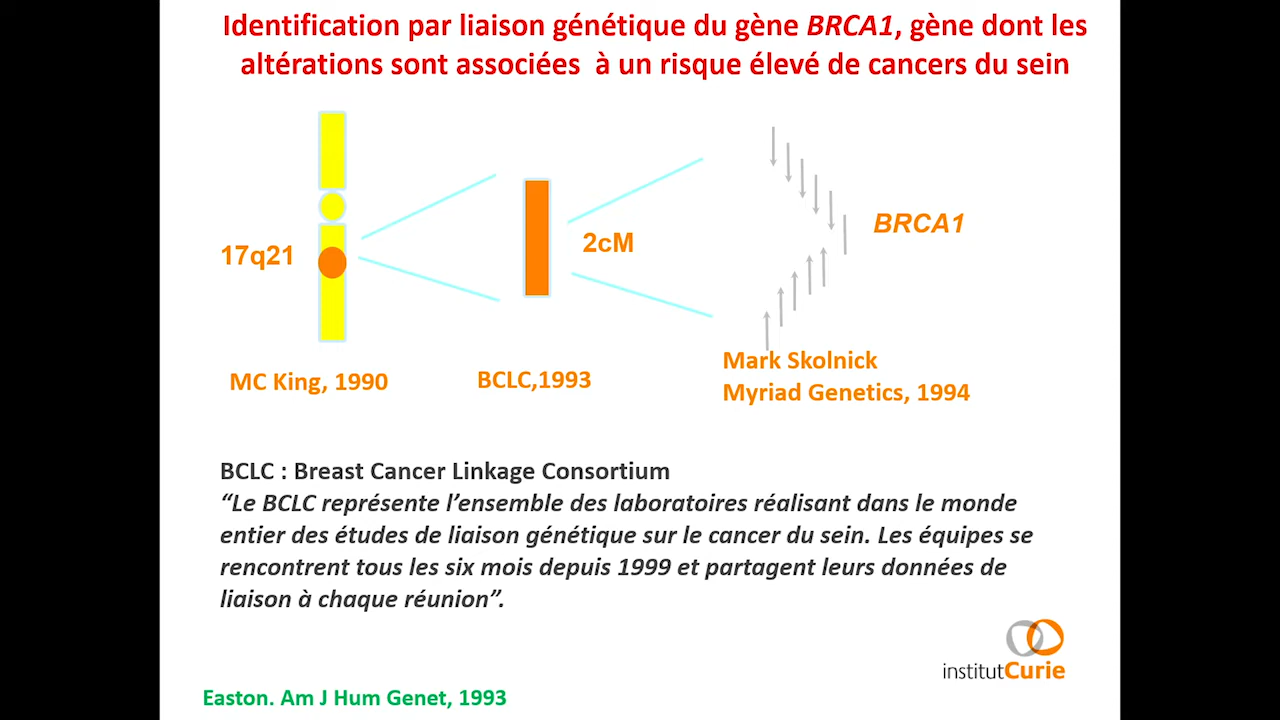 Identification par liaison génétique du gène BRCA1, gène dont les
altérations sont associées à un risque élevé de cancers du sein
17q21
2cM
BRCA1
MC King, 1990
BCLC,1993
Mark Skolnick
Myriad Genetics, 1994
BCLC : Breast Cancer Linkage Consortium
“Le BCLC représente l’ensemble des laboratoires réalisant dans le monde
entier des études de liaison génétique sur le cancer du sein. Les équipes se
rencontrent tous les six mois depuis 1999 et partagent leurs données de
liaison à chaque réunion”.
institutCurie
Easton. Am J Hum Genet, 1993